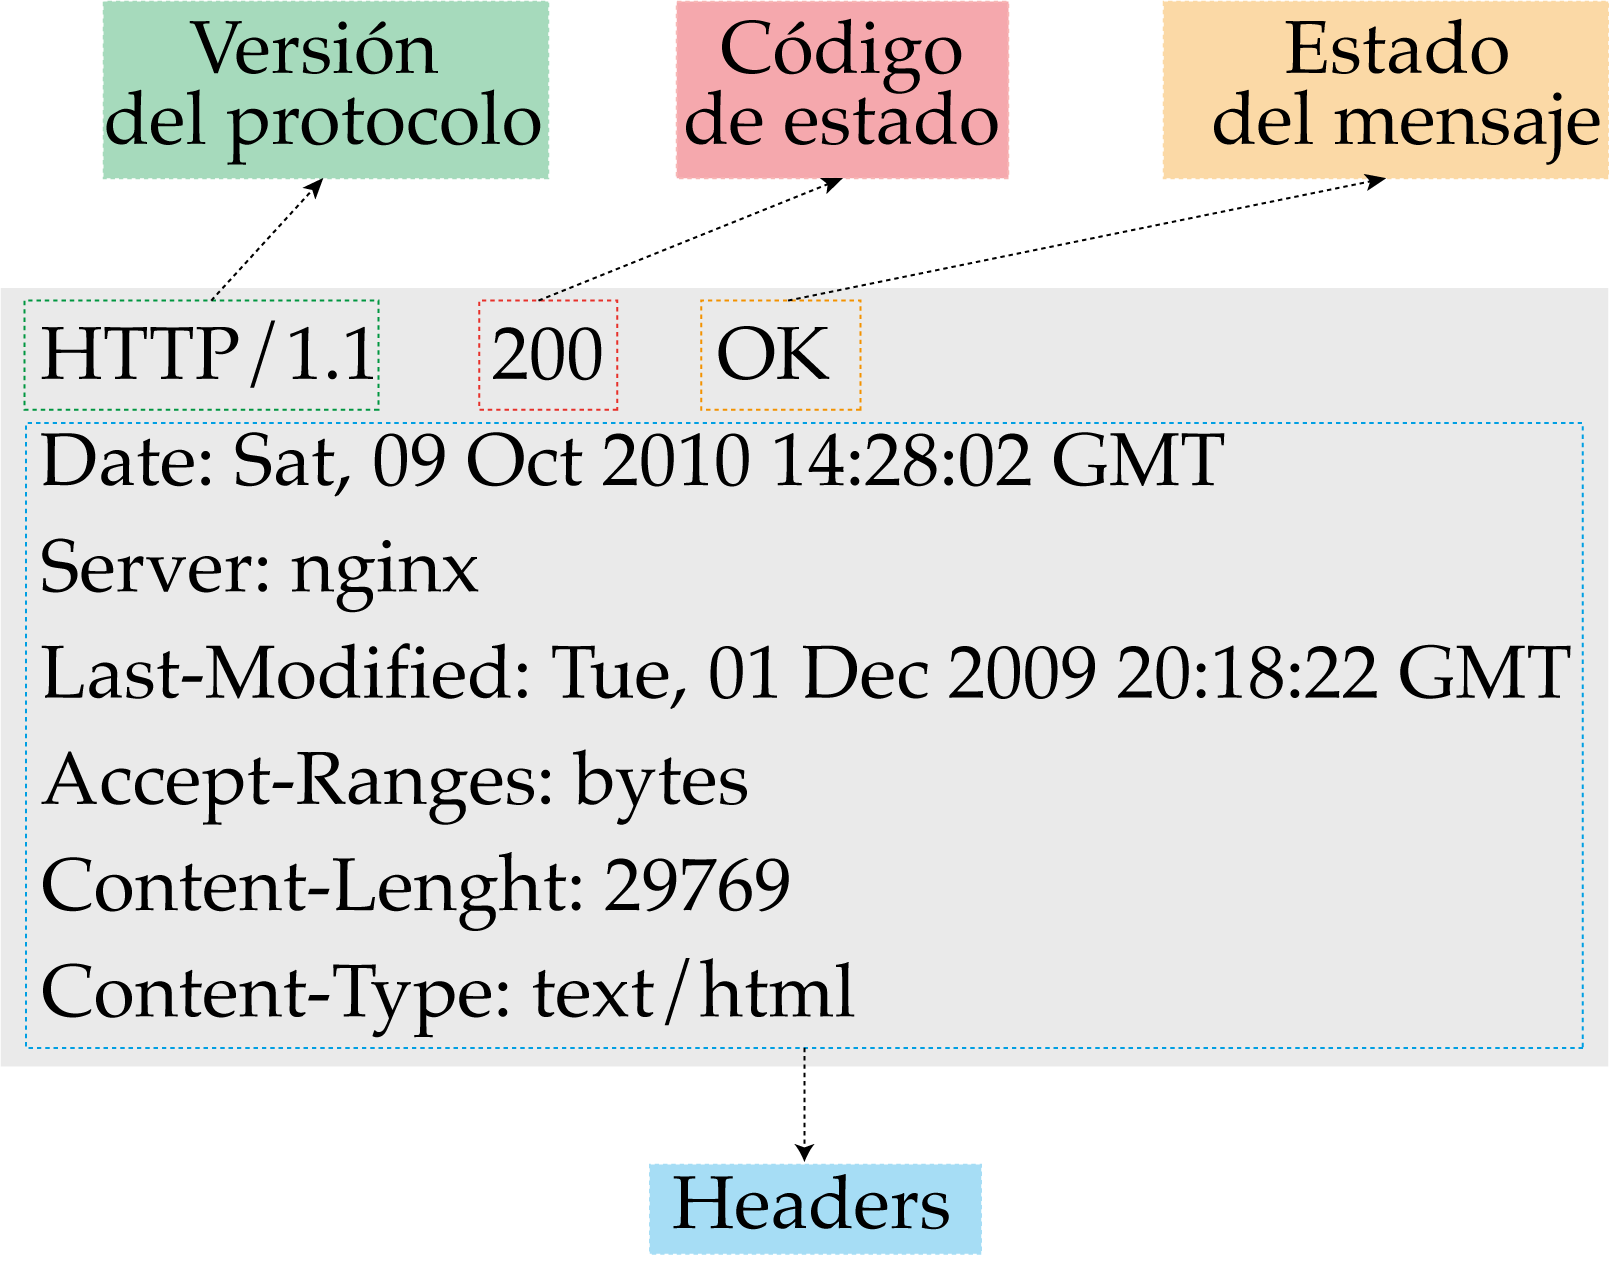 Versión
del protocolo
Código
de estado
Estado
del mensaje
HTTP/1.1 200 OK
Date: Sat, 09 Oct 2010 14:28:02 GMT
Server: nginx
Last-Modified: Tue, 01 Dec 2009 20:18:22 GMT
Accept-Ranges: bytes
Content-Lenght: 29769
Content-Type: text/html
Headers